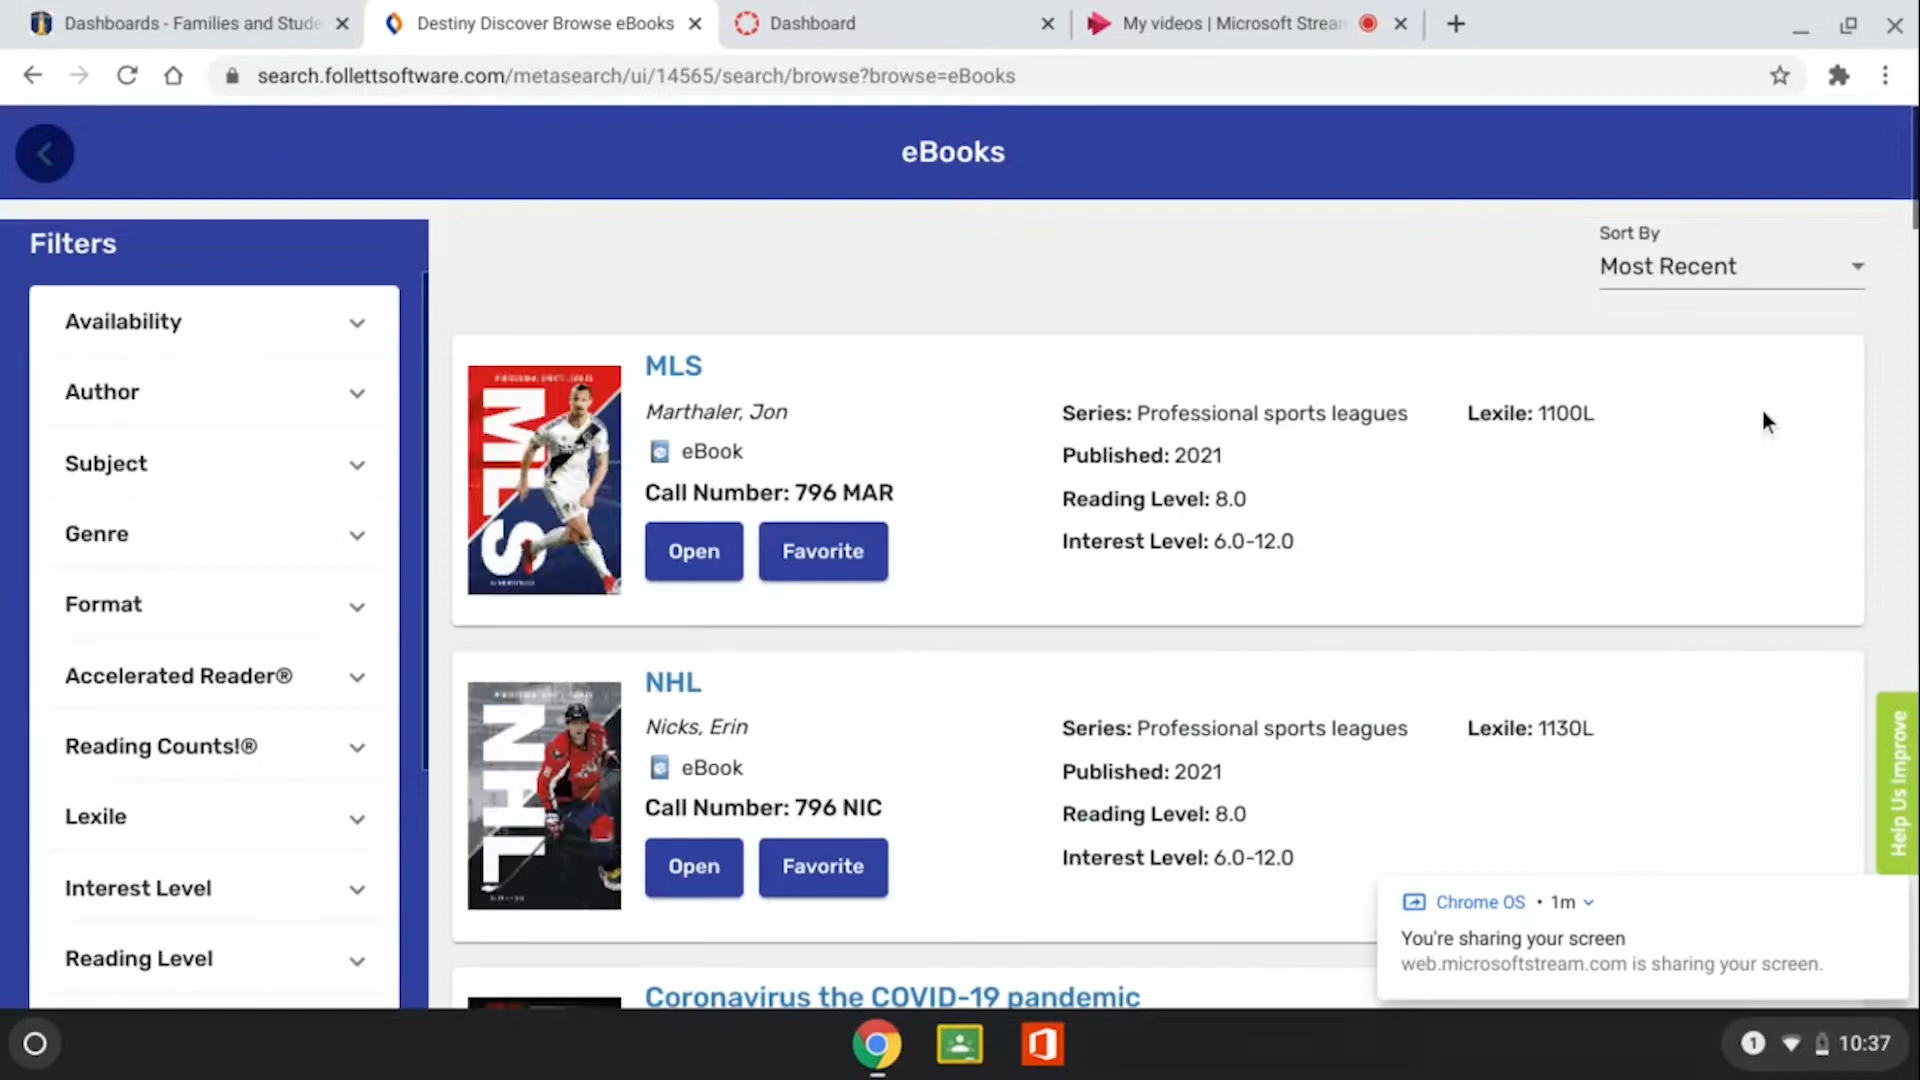 Dashboards - Families and Stude
Destiny Discover Browse eBooks
Dashboard
My videos | Microsoft Stream
search.follettsoftware.com/metasearch/ui/14565/search/browse?browse=eBooks
eBooks
Filters
Sort By
Most Recent
Availability
Author
Subject
Genre
Format
Accelerated Reader®
Reading Counts!®
Lexile
Interest Level
Reading Level
MLS
MLS
Marthaler, Jon
eBook
Call Number: 796 MAR
Open
Favorite
Series: Professional sports leagues
Published: 2021
Reading Level: 8.0
Interest Level: 6.0-12.0
Lexile: 1100L
NHL
NHL
Nicks, Erin
eBook
Call Number: 796 NIC
Open
Favorite
Series: Professional sports leagues
Published: 2021
Reading Level: 8.0
Interest Level: 6.0-12.0
Lexile: 1130L
Coronavirus the COVID-19 pandemic
Help Us Improve
Chrome OS • 1m
You're sharing your screen
web.microsoftstream.com is sharing your screen.
1
10:37